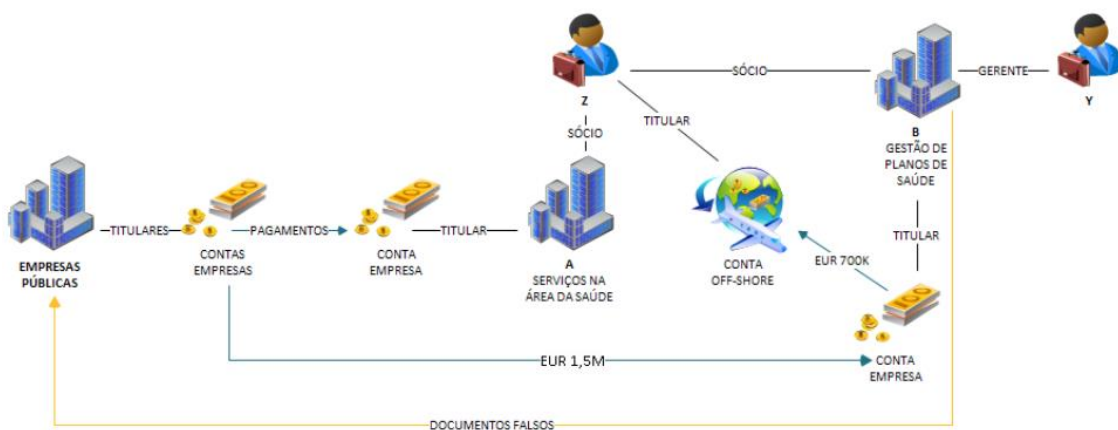 SÓCIO
GERENTE
Z
Y
TITULAR
B
GESTÃO DE
PLANOS DE
SAÚDE
SÓCIO
TITULARES
PAGAMENTOS
TITULAR
TITULAR
EMPRESAS
PÚBLICAS
CONTAS
EMPRESAS
CONTA
EMPRESA
A
SERVIÇOS NA
ÁREA DA SAÚDE
CONTA
OFF-SHORE
EUR 700K
EUR 1,5M
CONTA
EMPRESA
DOCUMENTOS FALSOS